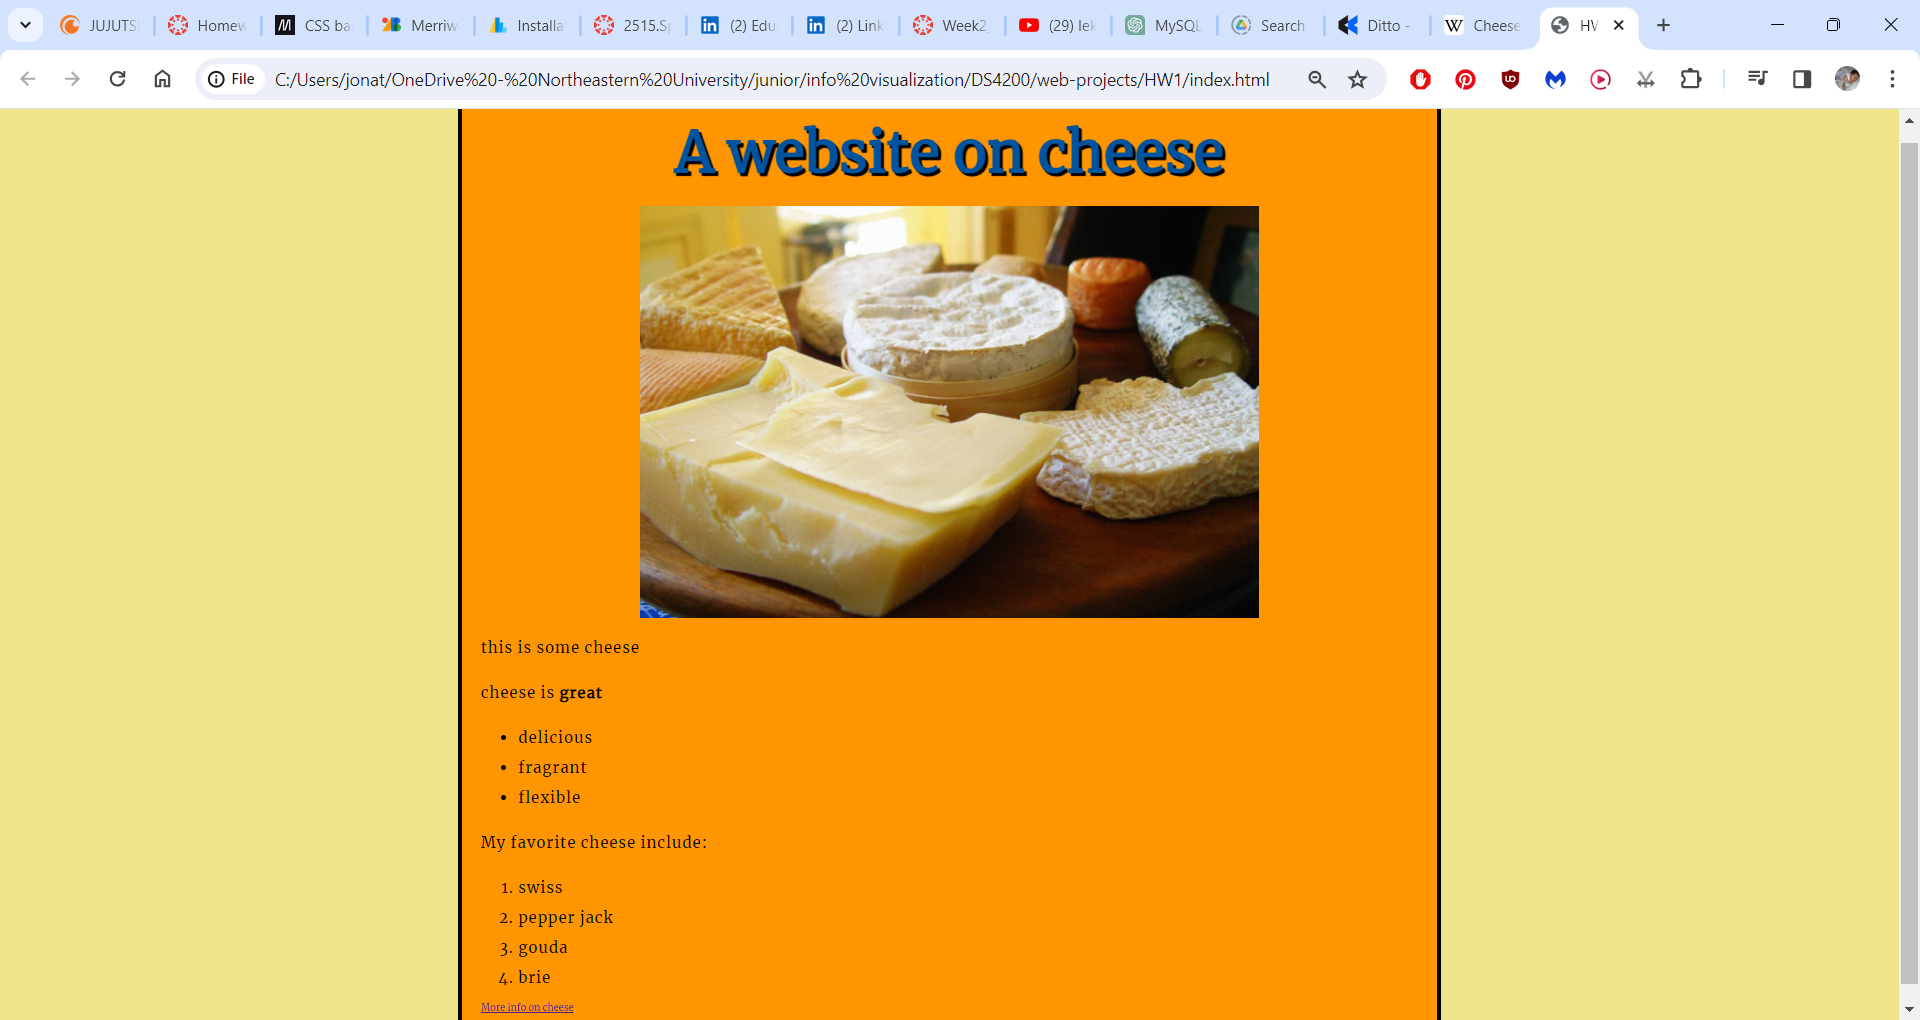 JUJUTS
Homew
CSS ba
Merriw
Installa
2515.Sp
(2) Edu
(2) Link
Week2_
(29) lek
MySQL
Search
Ditto -
Cheese
HW
File
C:/Users/jonat/OneDrive%20-%20Northeastern%20University/junior/info%20visualization/DS4200/web-projects/HW1/index.html
A website on cheese
this is some cheese
cheese is great
• delicious
• fragrant
• flexible
My favorite cheese include:
1. swiss
2. pepper jack
3. gouda
4. brie
More info on cheese